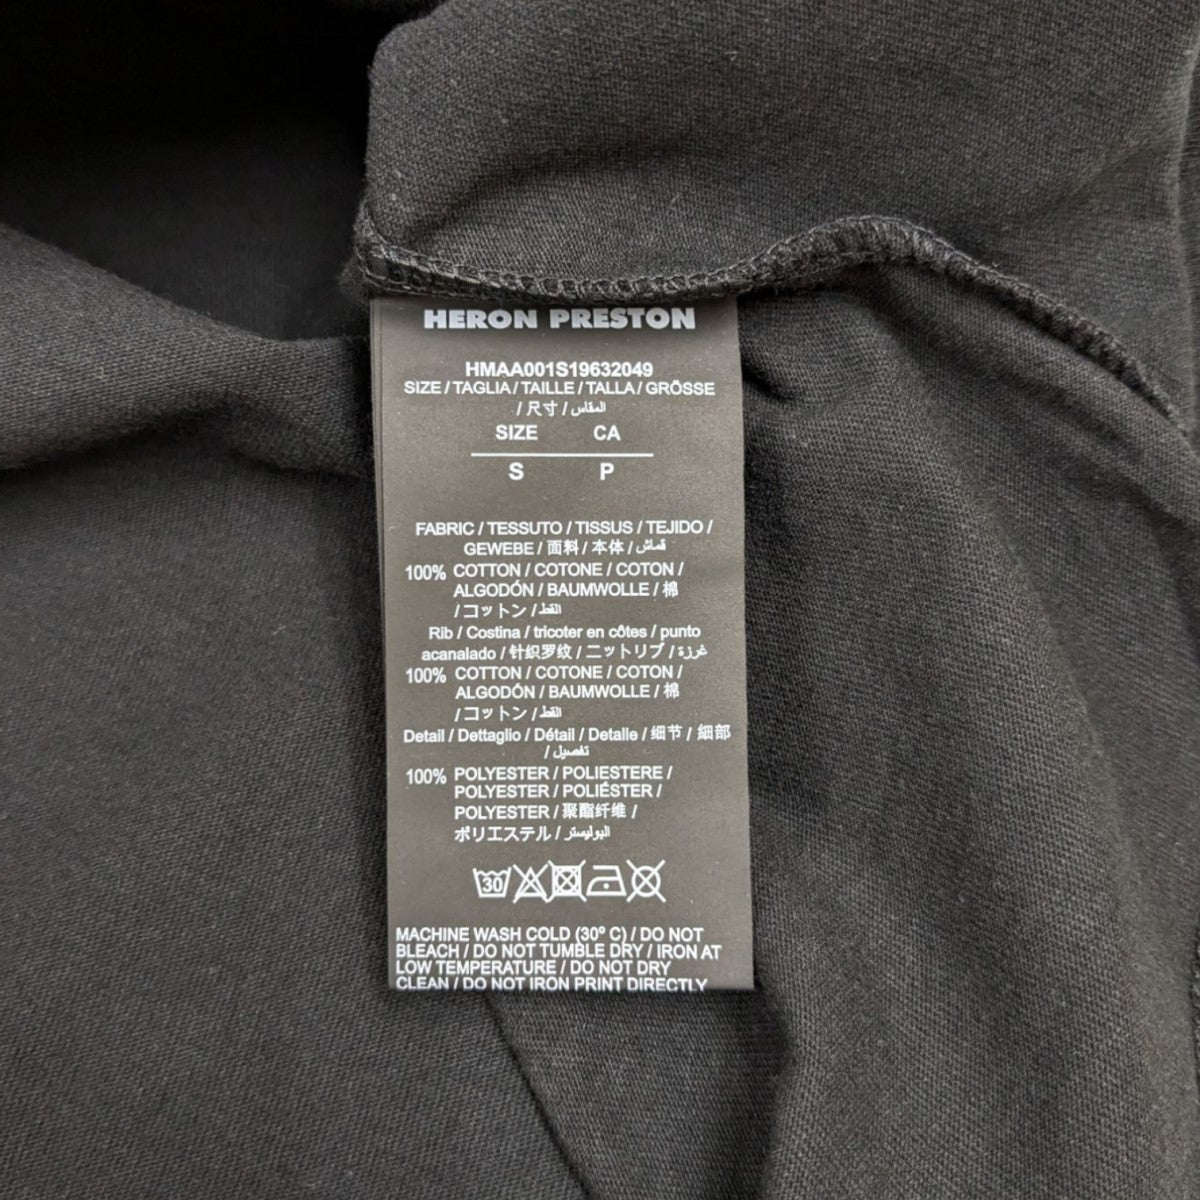 HERON PRESTON
HMAA001S19632049
SIZE / TAGLIA / TAILLE / TALLA / GRÖSSE
/ 尺寸 / المقاس
SIZE CA
S P
FABRIC / TESSUTO / TISSUS / TEJIDO /
GEWEBE / 面料 / 本体 / قماش
100% COTTON / COTONE / COTON /
ALGODÓN / BAUMWOLLE / 棉
/ コットン / القط
Rib / Costina / tricoter en côtes / punto
acanalado / 针织罗纹 / ニットリブ / غرزة
100% COTTON / COTONE / COTON /
ALGODÓN / BAUMWOLLE / 棉
/ コットン / القط
Detail / Dettaglio / Détail / Detalle / 细节 / 細部
/ تفصيل
100% POLYESTER / POLIESTERE /
POLYESTER / POLIÉSTER /
POLYESTER / 聚酯纤维 /
ポリエステル / البوليستر
30
MACHINE WASH COLD (30º C) / DO NOT
BLEACH / DO NOT TUMBLE DRY / IRON AT
LOW TEMPERATURE / DO NOT DRY
CLEAN / DO NOT IRON PRINT DIRECTLY